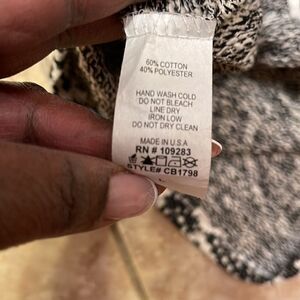 60% COTTON
40% POLYESTER
HAND WASH COLD
DO NOT BLEACH
LINE DRY
IRON LOW
DO NOT DRY CLEAN
MADE IN U.S.A
RN # 109283
STYLE# CB1798
L